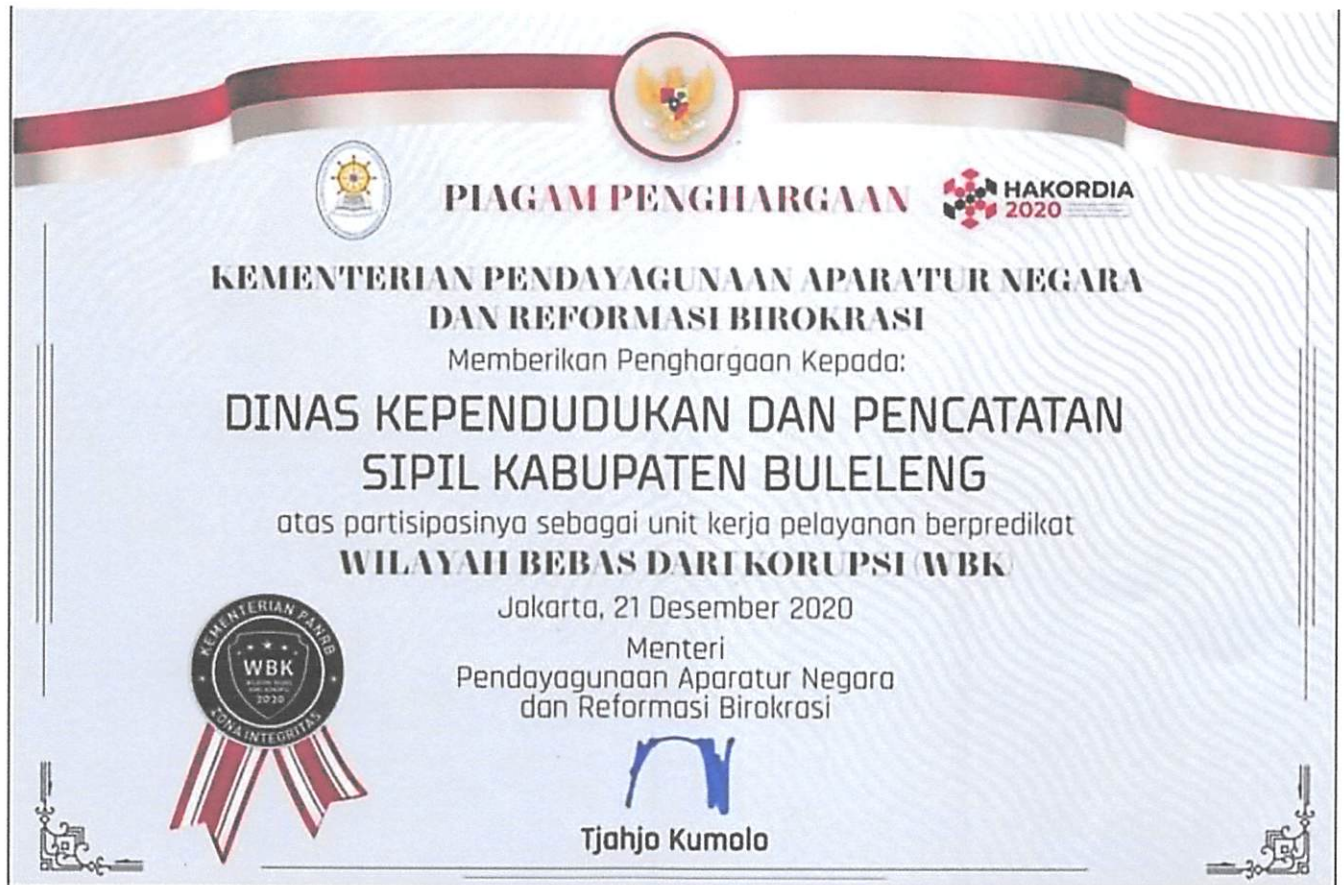 PIAGAM PENGHARGAAN
HAKORDIA
2020
KEMENTERIAN PENDAYAGUNAAN APARATUR NEGARA
DAN REFORMASI BIROKRASI
Memberikan Penghargaan Kepada:
DINAS KEPENDUDUKAN DAN PENCATATAN
SIPIL KABUPATEN BULELENG
atas partisipasinya sebagai unit kerja pelayanan berpredikat
WILAYAH BEBAS DARI KORUPSI (WBK)
Jakarta, 21 Desember 2020
Menteri
Pendayagunaan Aparatur Negara
dan Reformasi Birokrasi
KEMENTERIAN PANRB
WBK
2020
ZONA INTEGRITAS
Tjahjo Kumolo